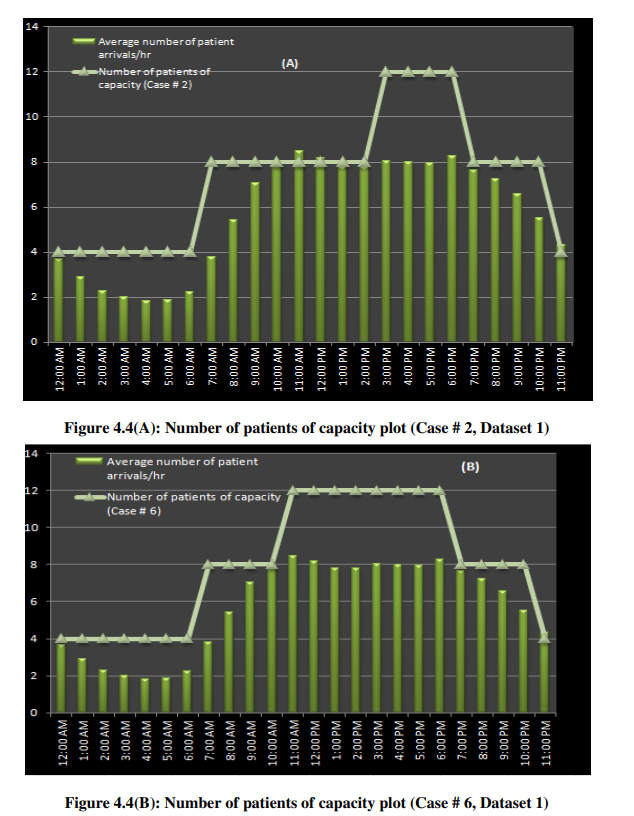 14
Average number of patient
arrivals/hr
(A)
12
Number of patients of
capacity (Case # 2)
10
8
6
4
2
0
12:00 AM
1:00 AM
2:00 AM
3:00 AM
4:00 AM
5:00 AM
6:00 AM
7:00 AM
8:00 AM
9:00 AM
10:00 AM
11:00 AM
12:00 PM
1:00 PM
2:00 PM
3:00 PM
4:00 PM
5:00 PM
6:00 PM
7:00 PM
8:00 PM
9:00 PM
10:00 PM
11:00 PM
Figure 4.4(A): Number of patients of capacity plot (Case # 2, Dataset 1)
14
Average number of patient
arrivals/hr
(B)
12
Number of patients of capacity
(Case # 6)
10
8
6
4
2
0
12:00 AM
1:00 AM
2:00 AM
3:00 AM
4:00 AM
5:00 AM
6:00 AM
7:00 AM
8:00 AM
9:00 AM
10:00 AM
11:00 AM
12:00 PM
1:00 PM
2:00 PM
3:00 PM
4:00 PM
5:00 PM
6:00 PM
7:00 PM
8:00 PM
9:00 PM
10:00 PM
11:00 PM
Figure 4.4(B): Number of patients of capacity plot (Case # 6, Dataset 1)